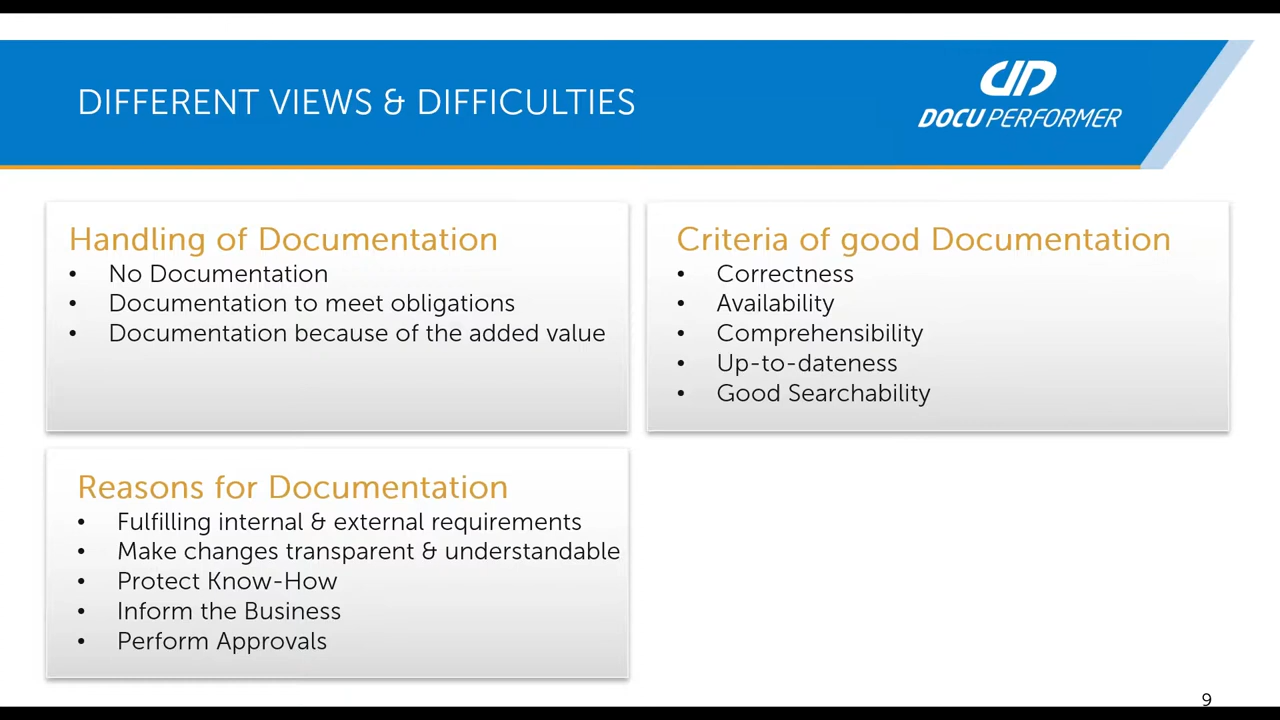 DIFFERENT VIEWS & DIFFICULTIES
DOCU PERFORMER
Handling of Documentation
• No Documentation
• Documentation to meet obligations
• Documentation because of the added value
Criteria of good Documentation
• Correctness
• Availability
• Comprehensibility
• Up-to-dateness
• Good Searchability
Reasons for Documentation
• Fulfilling internal & external requirements
• Make changes transparent & understandable
• Protect Know-How
• Inform the Business
• Perform Approvals
9